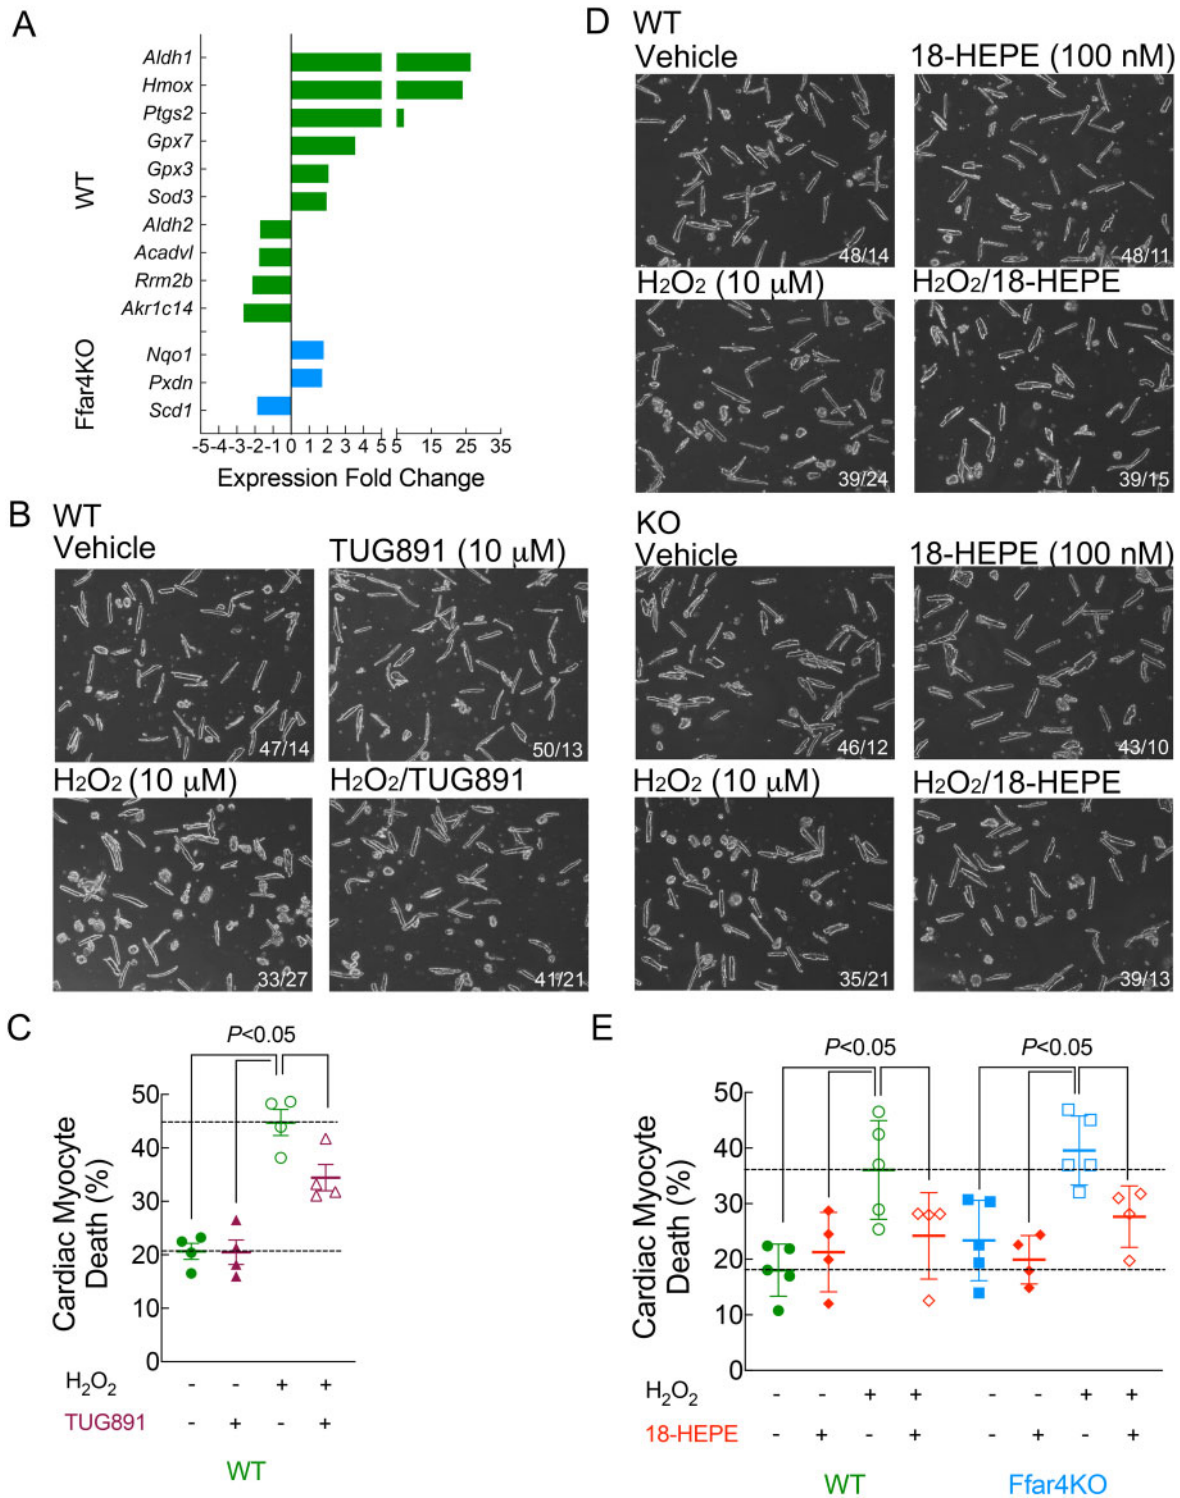 A
WT
Aldh1
Hmox
Ptgs2
Gpx7
Gpx3
Sod3
Aldh2
Acadvl
Rrm2b
Akr1c14
Ffar4KO
Nqo1
Pxdn
Scd1
-5 -4 -3 -2 -1 0 1 2 3 4 5 5 15 25 35
Expression Fold Change
B WT
Vehicle TUG891 (10 μM)
47/14 50/13
H2O2 (10 μM) H2O2/TUG891
33/27 41/21
C
P<0.05
Cardiac Myocyte
Death (%)
50
40
30
20
10
0
H2O2 - - + +
TUG891 - + - +
WT
D WT
Vehicle 18-HEPE (100 nM)
48/14 48/11
H2O2 (10 μM) H2O2/18-HEPE
39/24 39/15
KO
Vehicle 18-HEPE (100 nM)
46/12 43/10
H2O2 (10 μM) H2O2/18-HEPE
35/21 39/13
E
P<0.05 P<0.05
Cardiac Myocyte
Death (%)
50
40
30
20
10
0
H2O2 - - + + - - + +
18-HEPE - + - + - + - +
WT Ffar4KO